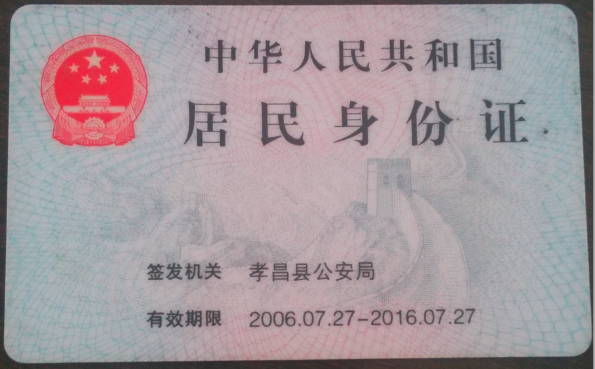 中华人民共和国
居民身份证
签发机关 孝昌县公安局
有效期限 2006.07.27-2016.07.27